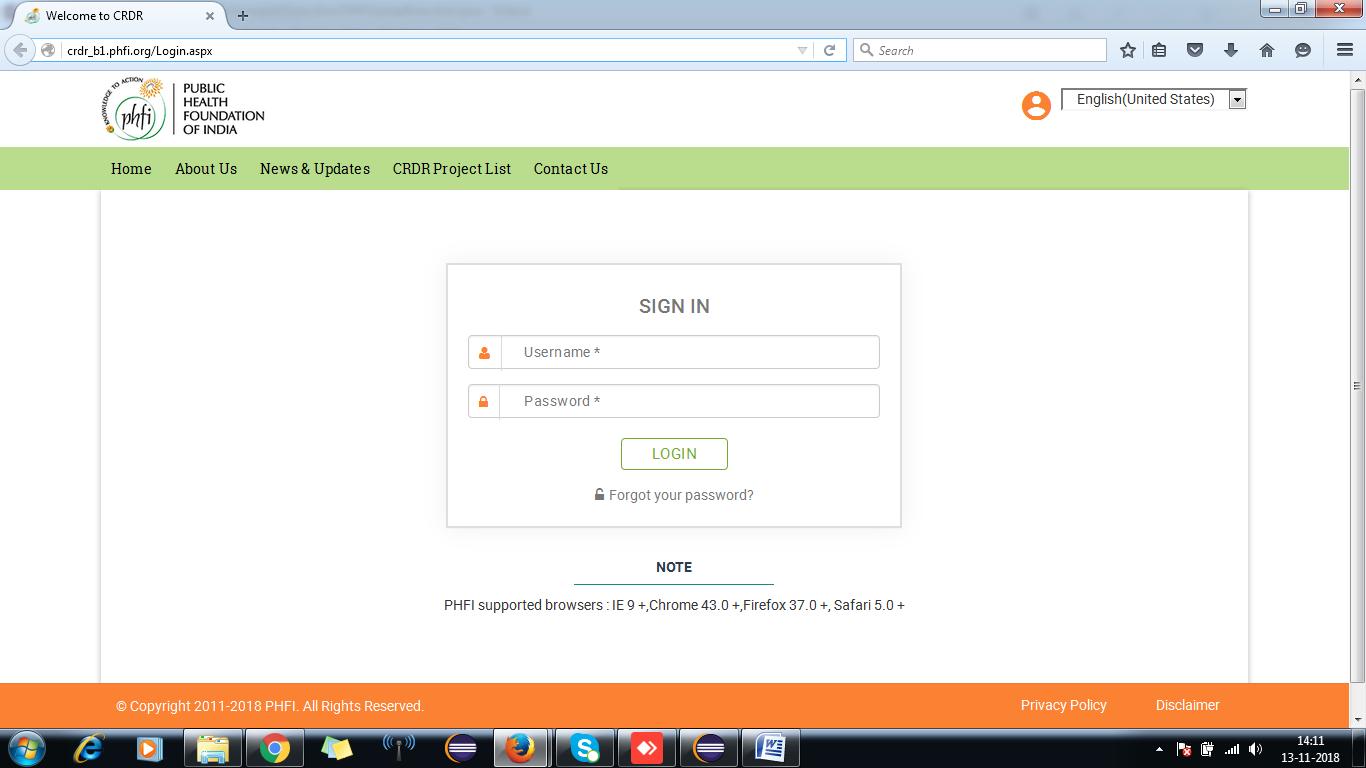 Welcome to CRDR
crdr_b1.phfi.org/Login.aspx
Search
KNOWLEDGE TO ACTION
phfi
PUBLIC
HEALTH
FOUNDATION
OF INDIA
English(United States)
Home About Us News & Updates CRDR Project List Contact Us
SIGN IN
Username *
Password *
LOGIN
Forgot your password?
NOTE
PHFI supported browsers : IE 9 +,Chrome 43.0 +,Firefox 37.0 +, Safari 5.0 +
© Copyright 2011-2018 PHFI. All Rights Reserved.
Privacy Policy Disclaimer
14:11
13-11-2018